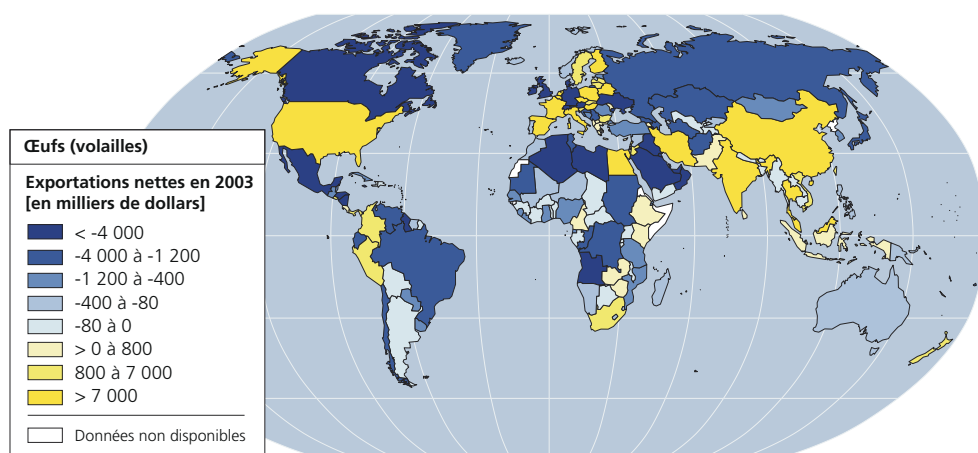 Œufs (volailles)
Exportations nettes en 2003
[en milliers de dollars]
< -4 000
-4 000 à -1 200
-1 200 à -400
-400 à -80
-80 à 0
> 0 à 800
800 à 7 000
> 7 000
Données non disponibles